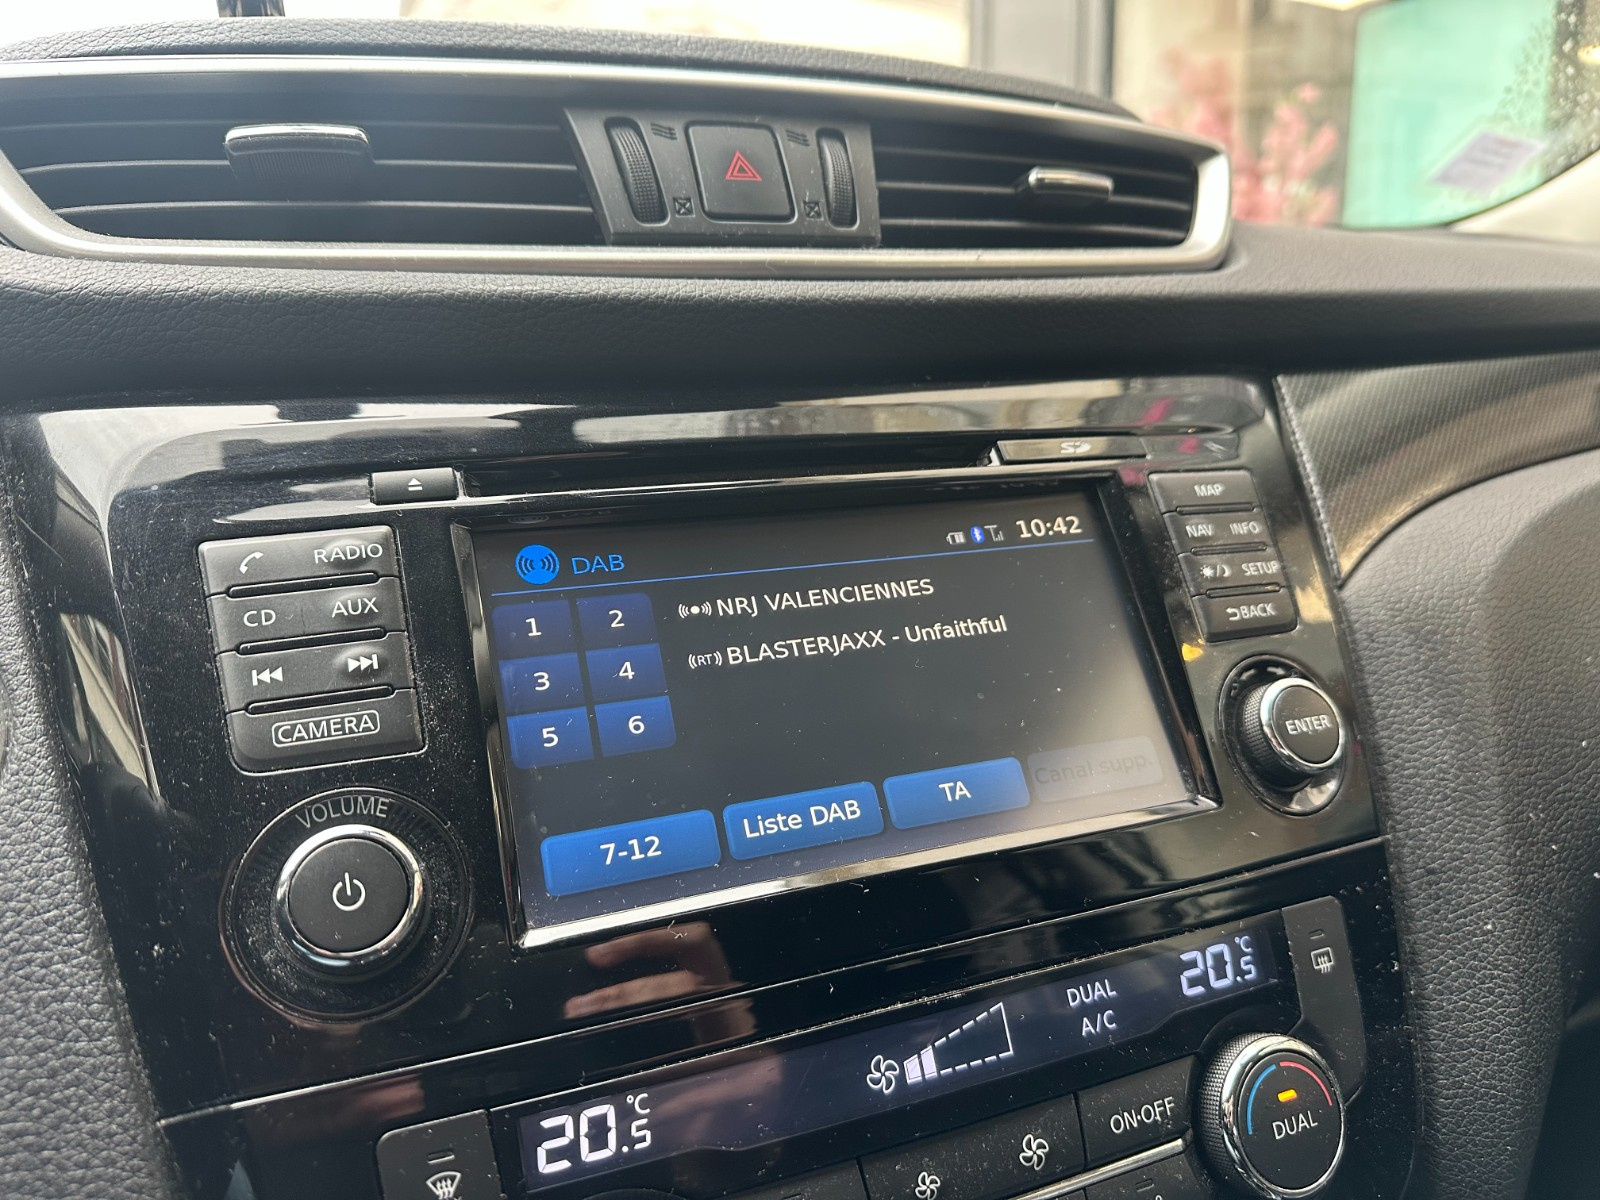 SD
MAP
RADIO
NAV INFO
CD AUX
SETUP
BACK
CAMERA
ENTER
VOLUME
DAB
10:42
1 2
NRJ VALENCIENNES
3 4
(RT) BLASTERJAXX - Unfaithful
5 6
7-12
Liste DAB
TA
Canal supp.
20.5 °C
DUAL
A/C
20.5 °C
ON·OFF
DUAL